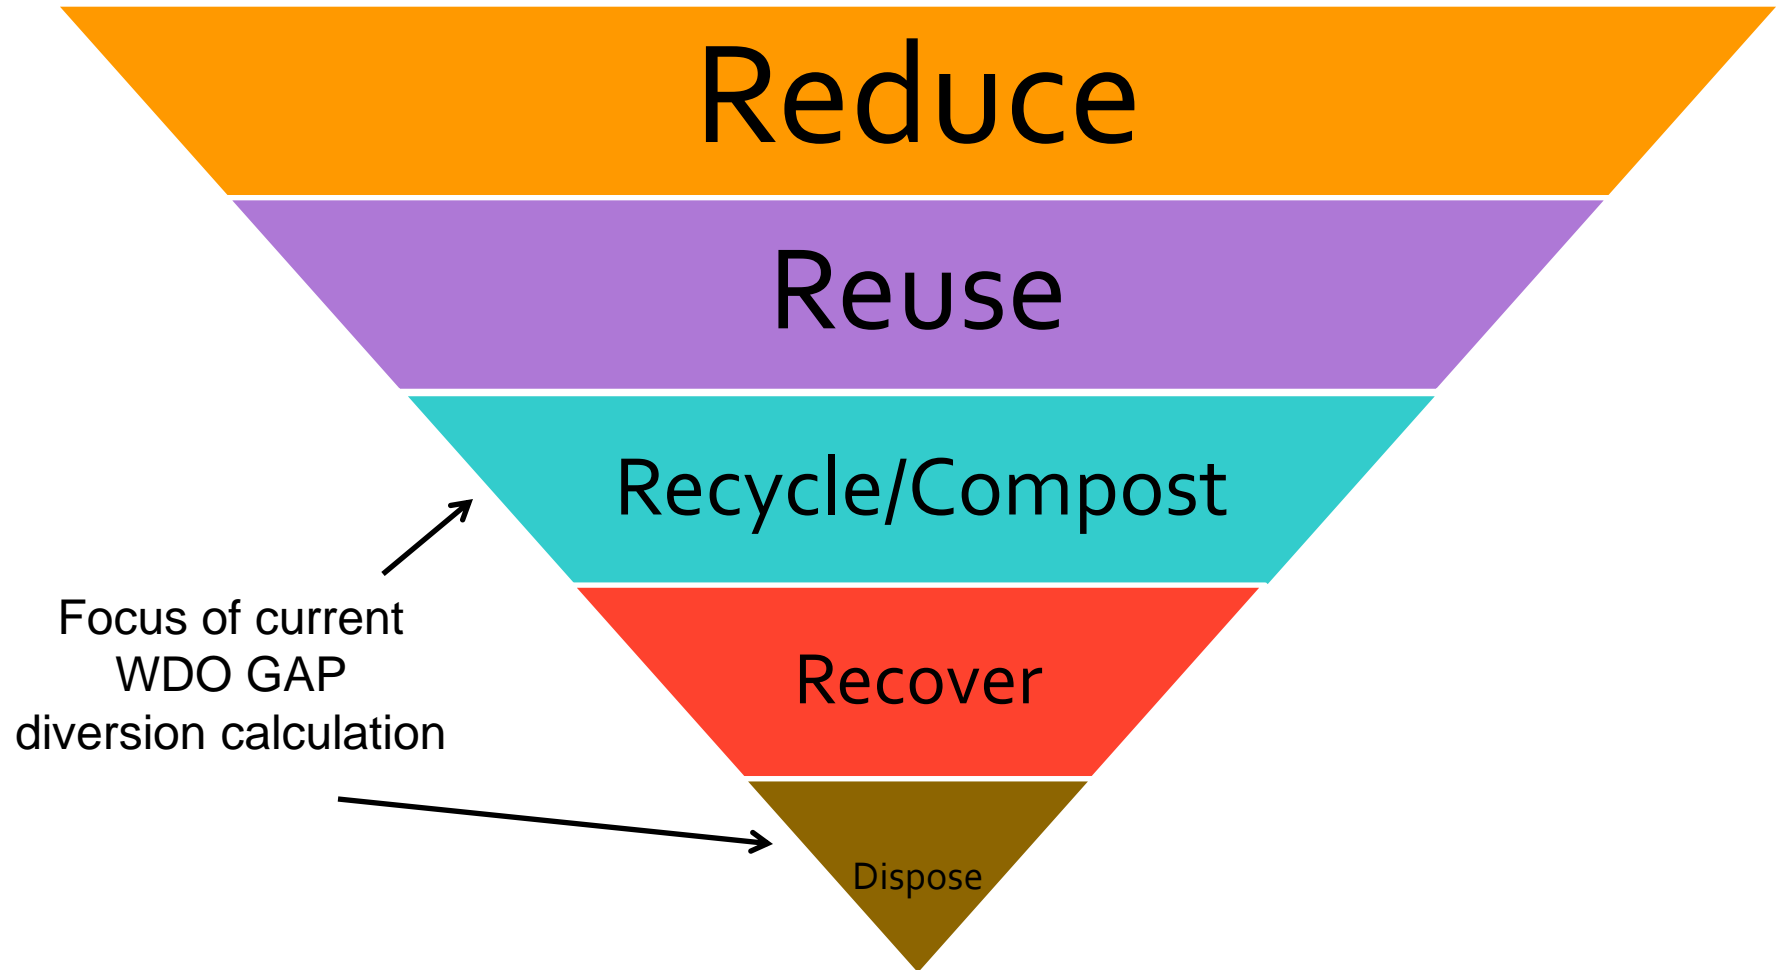 Reduce
Reuse
Recycle/Compost
Focus of current
WDO GAP
diversion calculation
Recover
Dispose